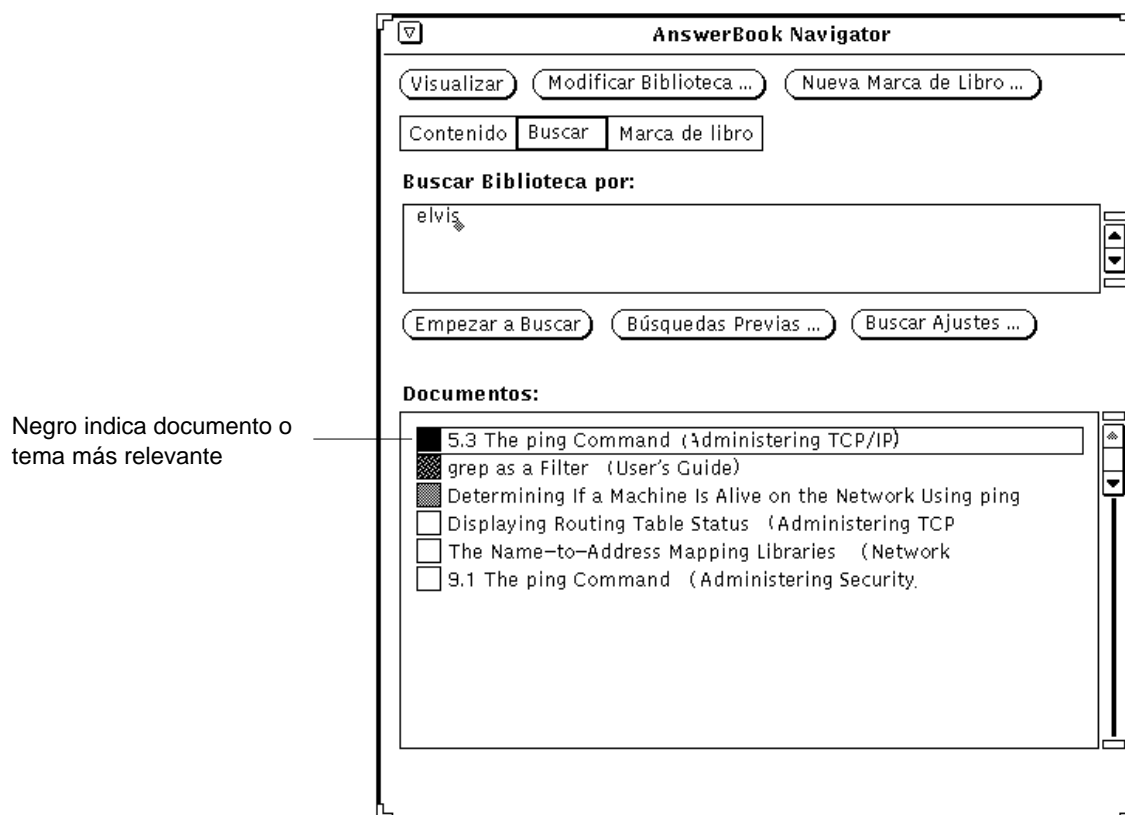 AnswerBook Navigator
Visualizar Modificar Biblioteca ... Nueva Marca de Libro ...
Contenido Buscar Marca de libro
Buscar Biblioteca por:
elvis
Empezar a Buscar Búsquedas Previas ... Buscar Ajustes ...
Documentos:
Negro indica documento o
tema más relevante
5.3 The ping Command (Administering TCP/IP)
grep as a Filter (User's Guide)
Determining If a Machine Is Alive on the Network Using ping
Displaying Routing Table Status (Administering TCP
The Name-to-Address Mapping Libraries (Network
9.1 The ping Command (Administering Security